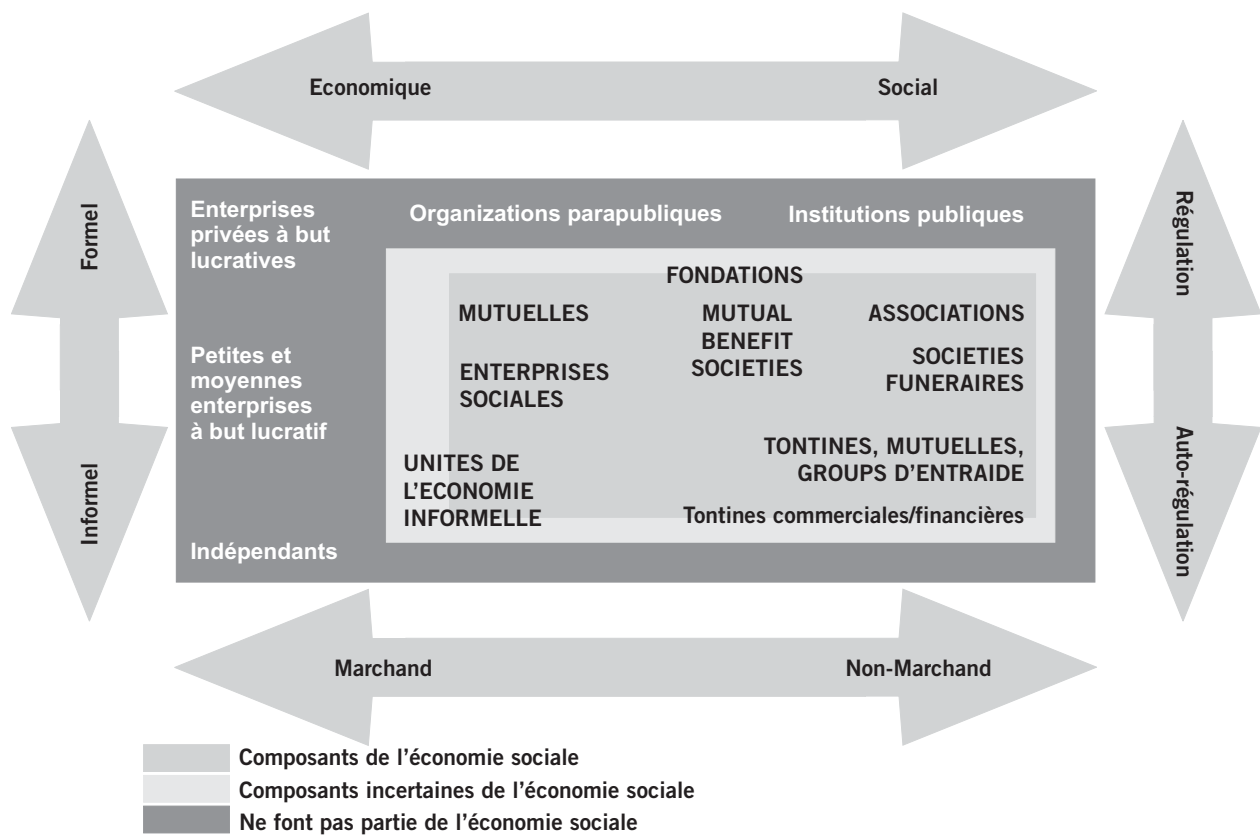 Economique
Social
Formel
Informel
Régulation
Auto-régulation
Enterprises
privées à but
lucratives
Organizations parapubliques
Institutions publiques
Petites et
moyennes
enterprises
à but lucratif
Indépendants
FONDATIONS
MUTUELLES
MUTUAL
BENEFIT
SOCIETIES
ASSOCIATIONS
ENTERPRISES
SOCIALES
SOCIETIES
FUNERAIRES
UNITES DE
L'ECONOMIE
INFORMELLE
TONTINES, MUTUELLES,
GROUPS D'ENTRAIDE
Tontines commerciales/financières
Marchand
Non-Marchand
Composants de l'économie sociale
Composants incertaines de l'économie sociale
Ne font pas partie de l'économie sociale